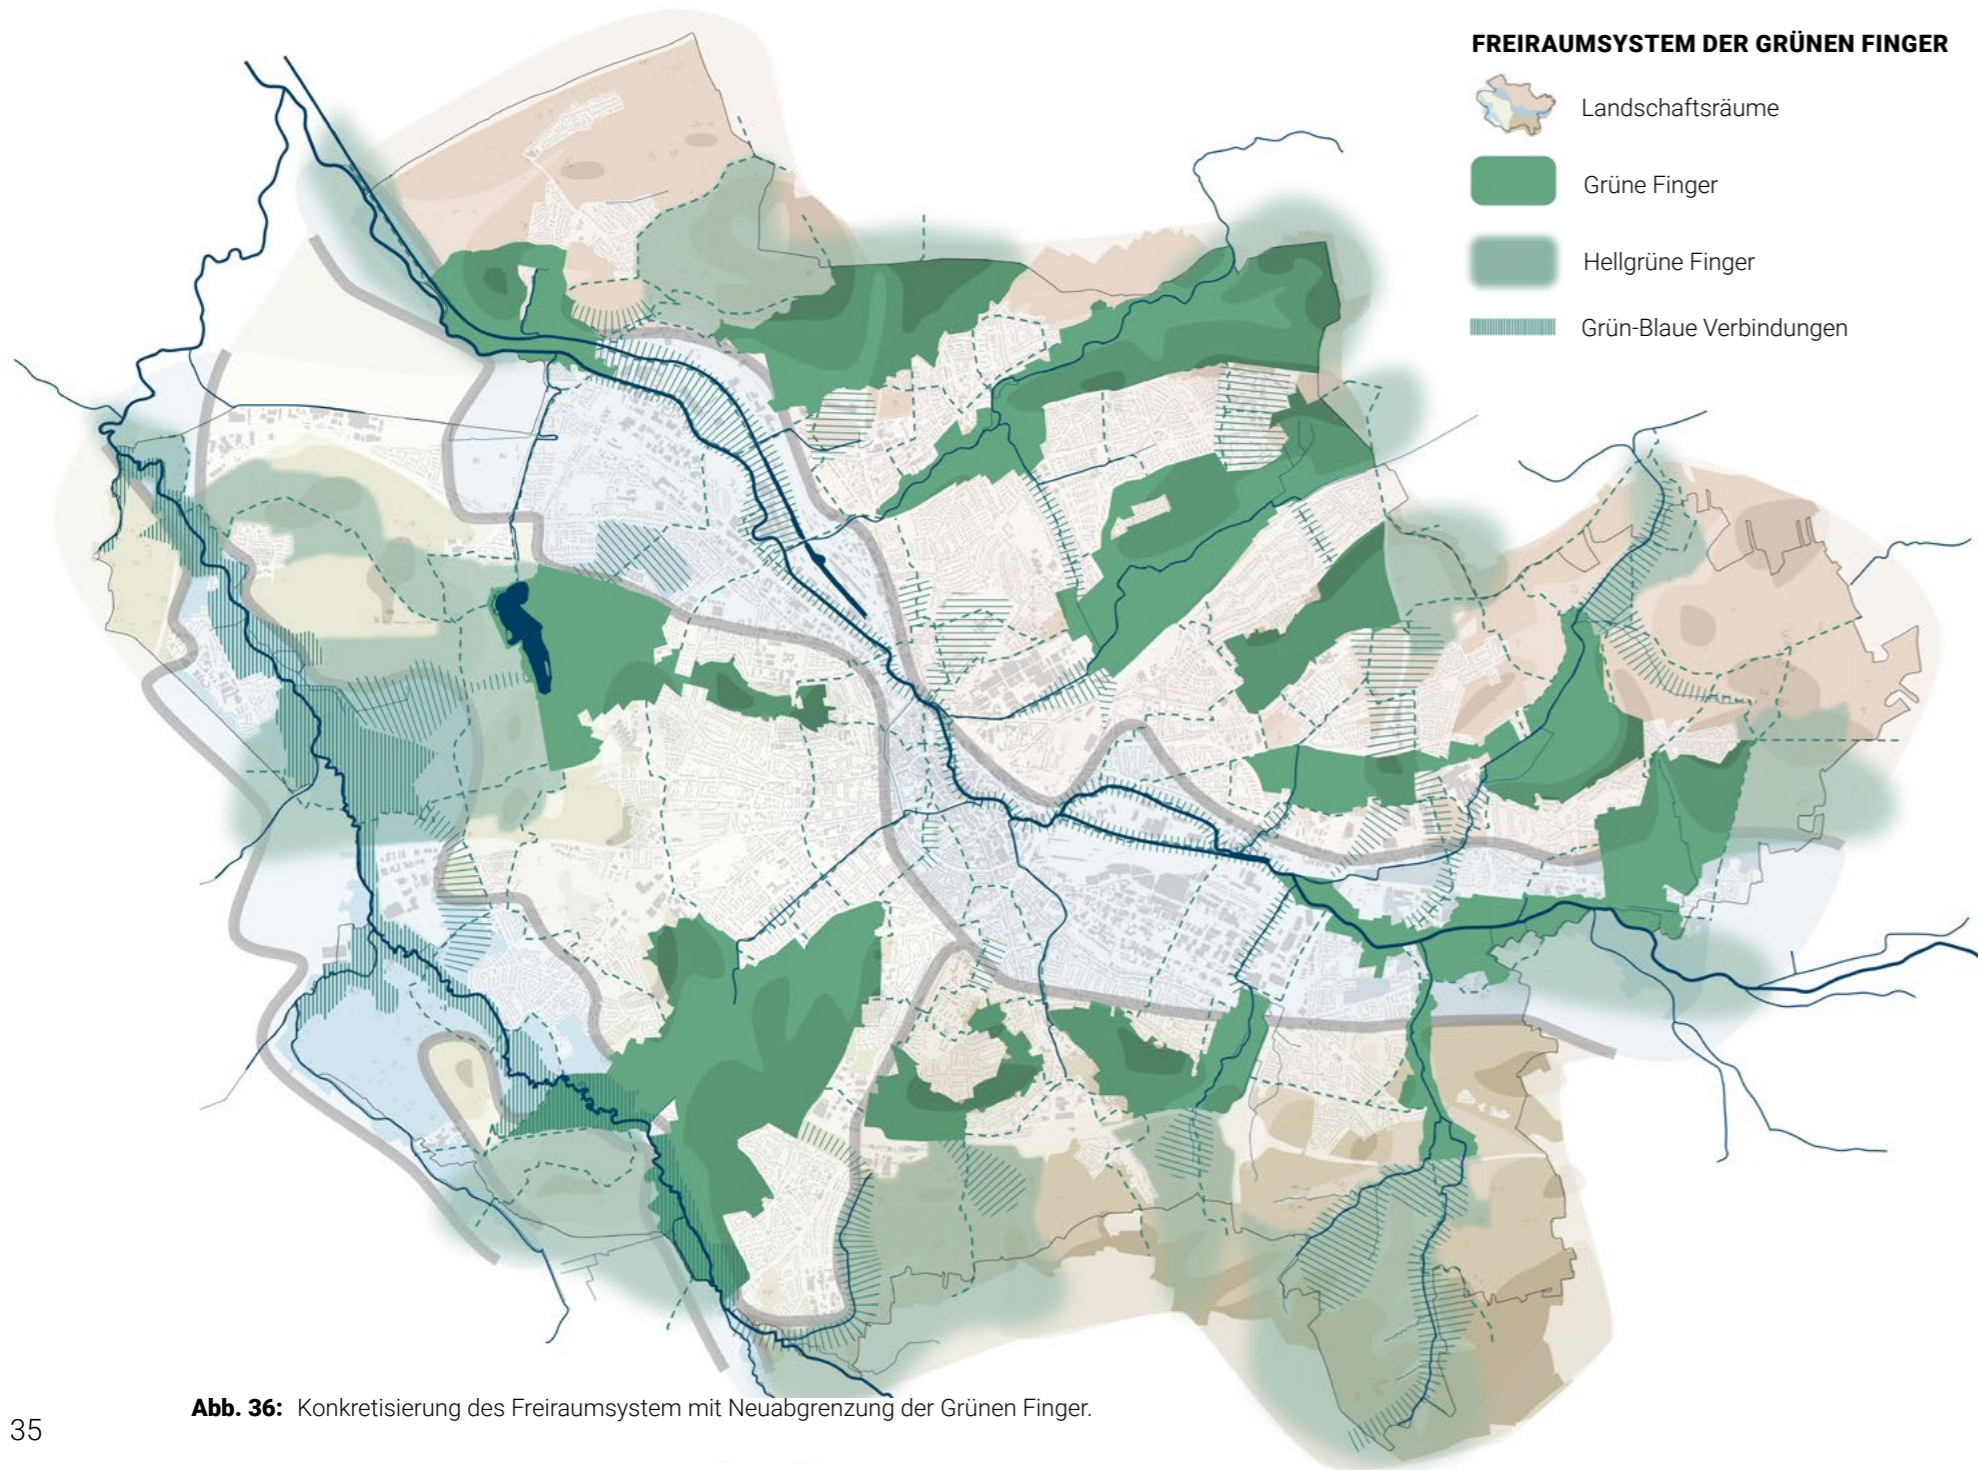 FREIRAUMSYSTEM DER GRÜNEN FINGER
Landschaftsräume
Grüne Finger
Hellgrüne Finger
Grün-Blaue Verbindungen
Abb. 36: Konkretisierung des Freiraumsystem mit Neuabgrenzung der Grünen Finger.
35